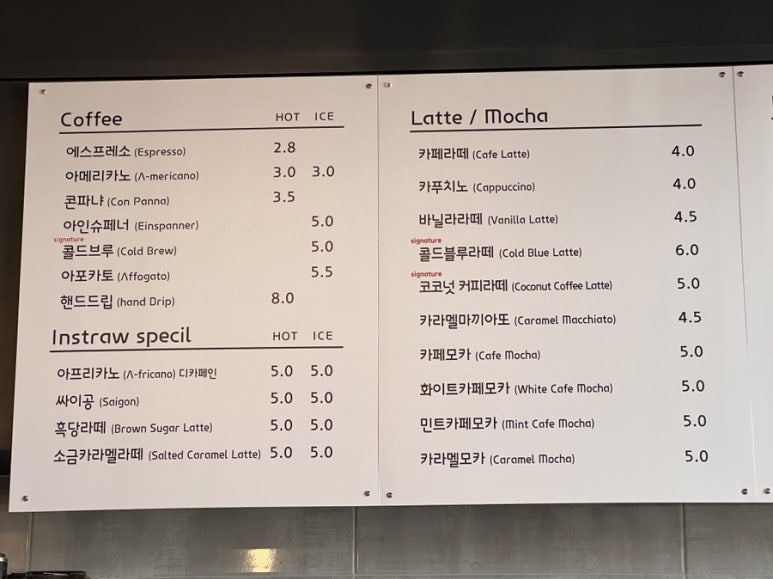 Coffee HOT ICE
에스프레소 (Espresso) 2.8
아메리카노 (Λ-mericano) 3.0 3.0
콘파냐 (Con Panna) 3.5
아인슈페너 (Einspanner) 5.0
signature
콜드브루 (Cold Brew) 5.0
아포카토 (Λffogato) 5.5
핸드드립 (hand Drip) 8.0
Instraw specil HOT ICE
아프리카노 (Λ-fricano) 디카페인 5.0 5.0
싸이공 (Saigon) 5.0 5.0
흑당라떼 (Brown Sugar Latte) 5.0 5.0
소금카라멜라떼 (Salted Caramel Latte) 5.0 5.0
Latte / Mocha
카페라떼 (Cafe Latte) 4.0
카푸치노 (Cappuccino) 4.0
바닐라라떼 (Vanilla Latte) 4.5
signature
콜드블루라떼 (Cold Blue Latte) 6.0
signature
코코넛 커피라떼 (Coconut Coffee Latte) 5.0
카라멜마끼아또 (Caramel Macchiato) 4.5
카페모카 (Cafe Mocha) 5.0
화이트카페모카 (White Cafe Mocha) 5.0
민트카페모카 (Mint Cafe Mocha) 5.0
카라멜모카 (Caramel Mocha) 5.0